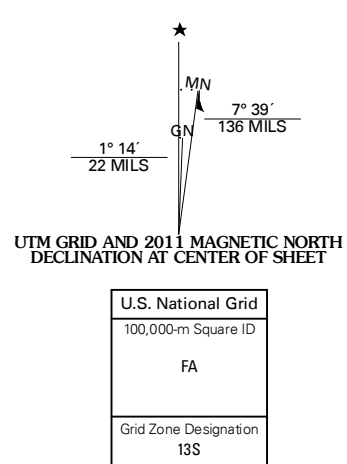 ★
MN
7° 39´
136 MILS
GN
1° 14´
22 MILS
UTM GRID AND 2011 MAGNETIC NORTH
DECLINATION AT CENTER OF SHEET
U.S. National Grid
100,000-m Square ID
FA
Grid Zone Designation
13S